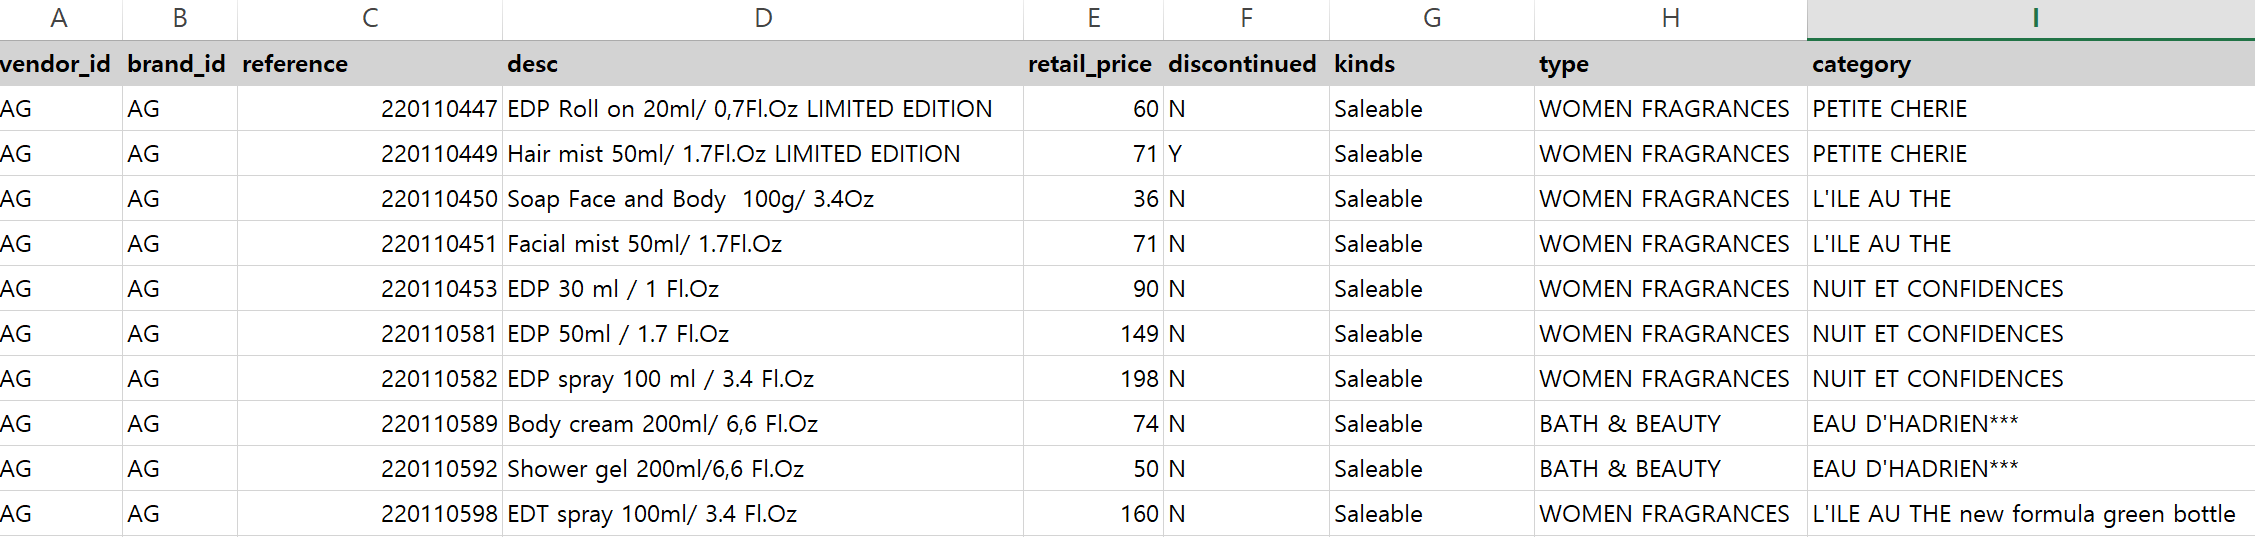 A B C D E F G H I
vendor_id brand_id reference desc retail_price discontinued kinds type category
AG AG 220110447 EDP Roll on 20ml/ 0,7Fl.Oz LIMITED EDITION 60 N Saleable WOMEN FRAGRANCES PETITE CHERIE
AG AG 220110449 Hair mist 50ml/ 1.7Fl.Oz LIMITED EDITION 71 Y Saleable WOMEN FRAGRANCES PETITE CHERIE
AG AG 220110450 Soap Face and Body  100g/ 3.4Oz 36 N Saleable WOMEN FRAGRANCES L'ILE AU THE
AG AG 220110451 Facial mist 50ml/ 1.7Fl.Oz 71 N Saleable WOMEN FRAGRANCES L'ILE AU THE
AG AG 220110453 EDP 30 ml / 1 Fl.Oz 90 N Saleable WOMEN FRAGRANCES NUIT ET CONFIDENCES
AG AG 220110581 EDP 50ml / 1.7 Fl.Oz 149 N Saleable WOMEN FRAGRANCES NUIT ET CONFIDENCES
AG AG 220110582 EDP spray 100 ml / 3.4 Fl.Oz 198 N Saleable WOMEN FRAGRANCES NUIT ET CONFIDENCES
AG AG 220110589 Body cream 200ml/ 6,6 Fl.Oz 74 N Saleable BATH & BEAUTY EAU D'HADRIEN***
AG AG 220110592 Shower gel 200ml/6,6 Fl.Oz 50 N Saleable BATH & BEAUTY EAU D'HADRIEN***
AG AG 220110598 EDT spray 100ml/ 3.4 Fl.Oz 160 N Saleable WOMEN FRAGRANCES L'ILE AU THE new formula green bottle